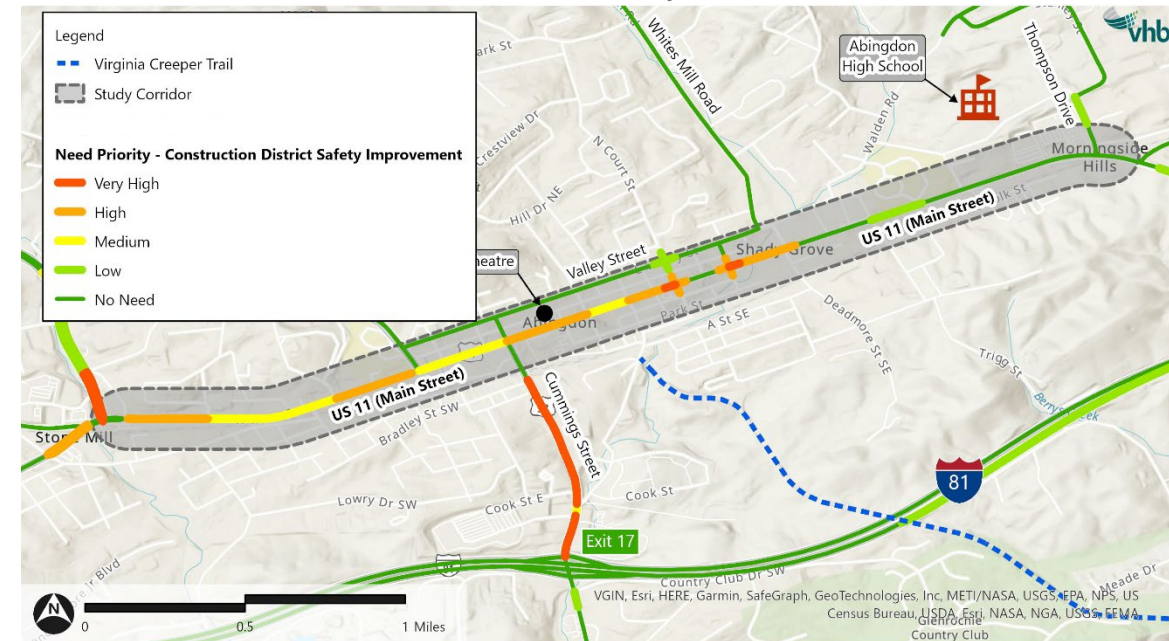 Legend
Virginia Creeper Trail
Study Corridor
Need Priority - Construction District Safety Improvement
Very High
High
Medium
Low
No Need
vhb
Abingdon
High School
Thompson Drive
Whites Mill Road
Walden Rd
Park St
Crestview Dr
N Court St
Hill Dr NE
Morningside
Hills
US 11 (Main Street)
Shady Grove
Valley Street
Abingdon
Park St
A St SE
Deadmore St SE
Trigg St
US 11 (Main Street)
Bradley St SW
Cummings Street
Stone Mill
Lowry Dr SW
Cook St E
Cook St
81
Exit 17
Country Club Dr SW
Meade Dr
Glenrochie
Country Club
N
0
0.5
1 Miles
VGIN, Esri, HERE, Garmin, SafeGraph, GeoTechnologies, Inc, METI/NASA, USGS, EPA, NPS, US
Census Bureau, USDA, Esri, NASA, NGA, USGS, FEMA